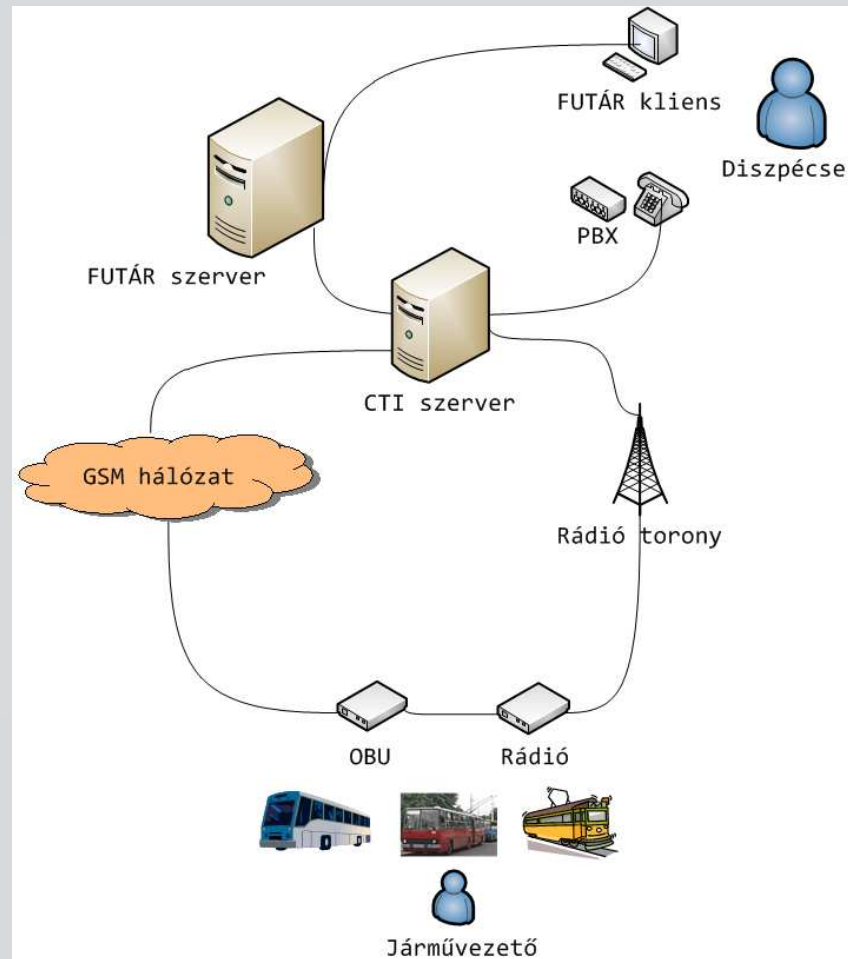 FUTÁR kliens
Diszpécse
PBX
FUTÁR szerver
CTI szerver
GSM hálózat
Rádió torony
OBU
Rádió
Járművezető